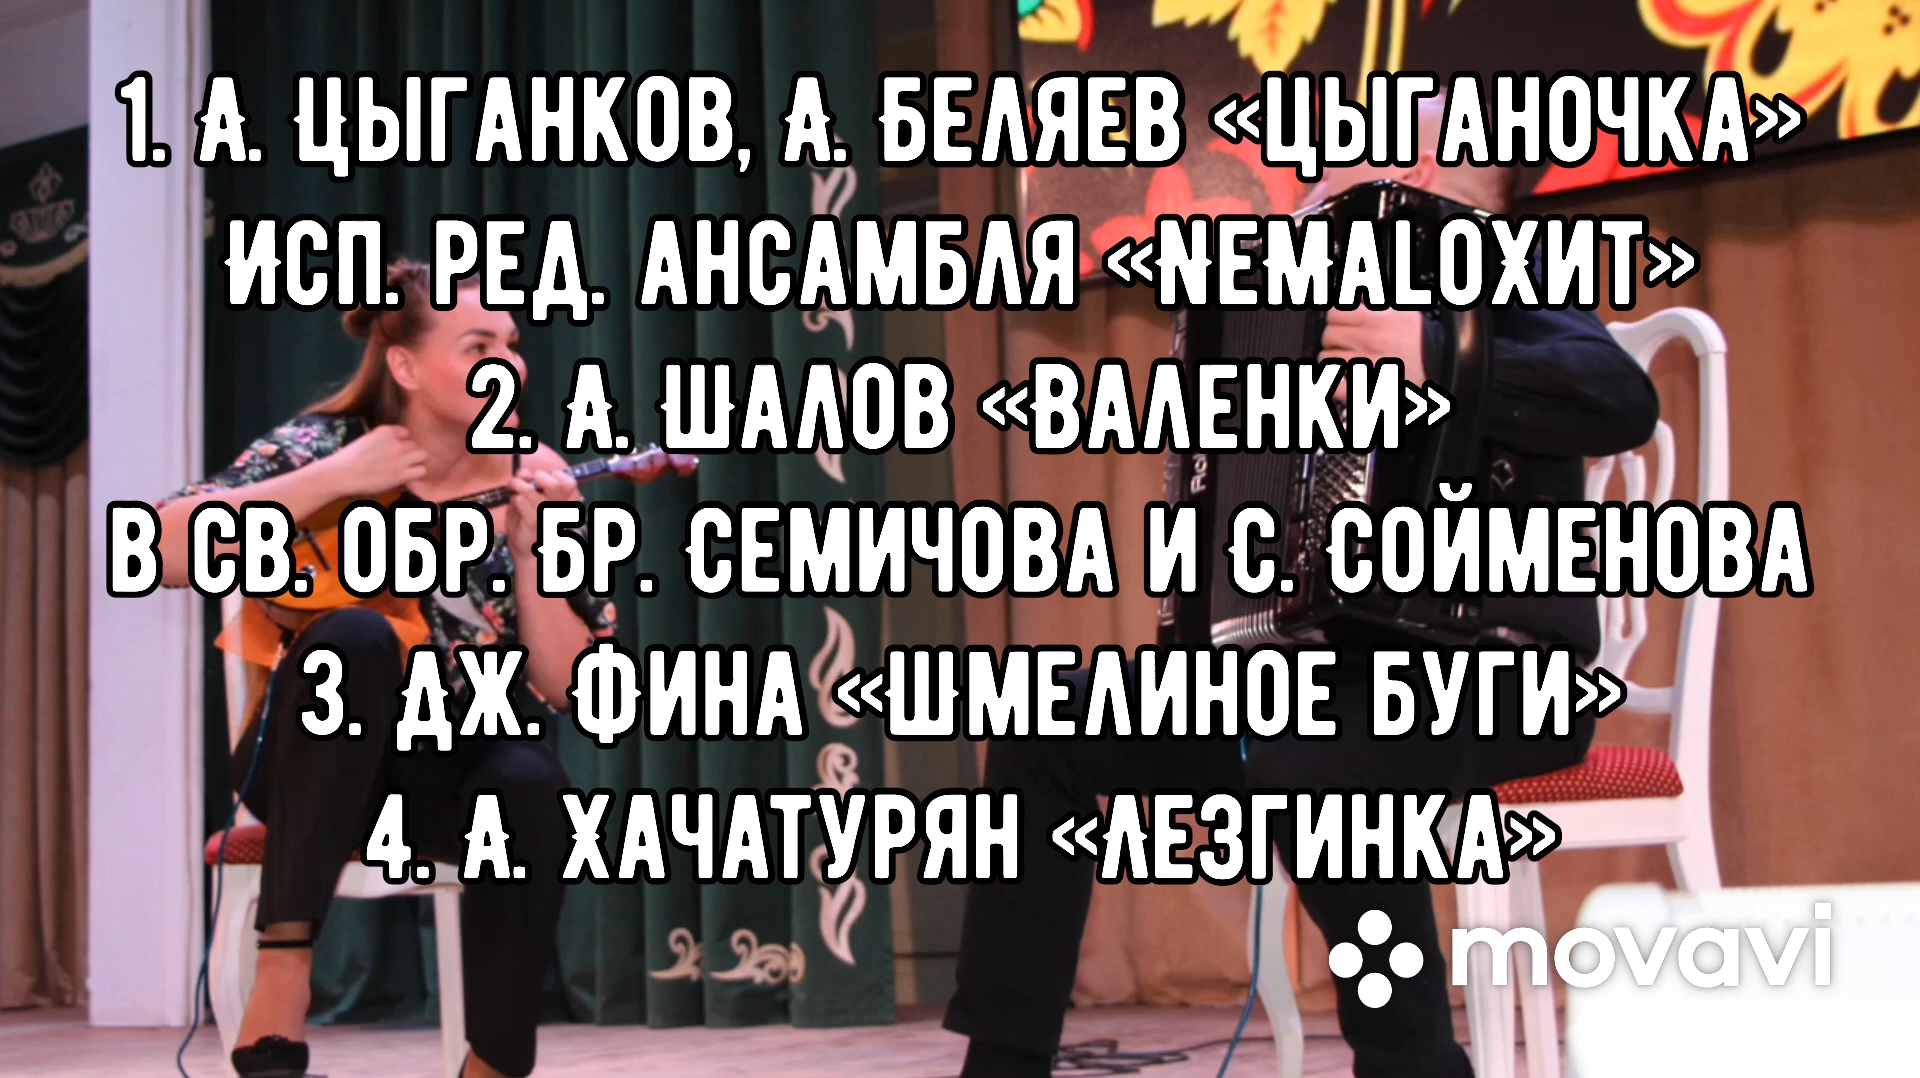 1. А. ЦЫГАНКОВ, А. БЕЛЯЕВ «ЦЫГАНОЧКА»
ИСП. РЕД. АНСАМБЛЯ «NEMALOХИТ»
2. А. ШАЛОВ «ВАЛЕНКИ»
В СВ. ОБР. БР. СЕМИЧОВА И С. СОЙМЕНОВА
3. ДЖ. ФИНА «ШМЕЛИНОЕ БУГИ»
4. А. ХАЧАТУРЯН «ЛЕЗГИНКА»
movavi